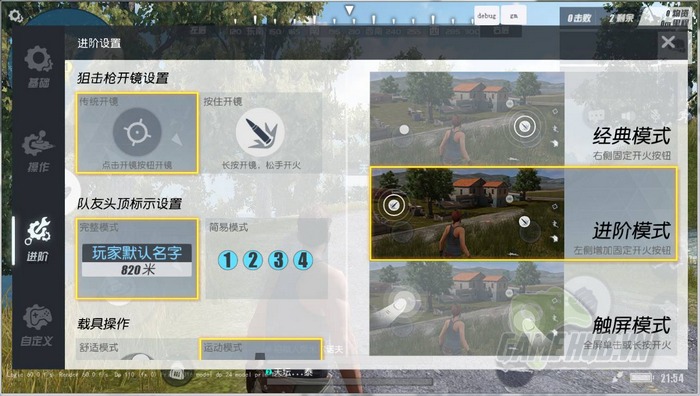 debug
gm
0击败
2剩余
进阶设置
基础
操作
进阶
自定义
狙击枪开镜设置
传统开镜
点击开镜按钮开镜
按住开镜
长按开镜，松手开火
队友头顶标示设置
完整模式
玩家默认名字
820米
简易模式
1 2 3 4
载具操作
舒适模式
运动模式
经典模式
右侧固定开火按钮
进阶模式
左侧增加固定开火按钮
触屏模式
全屏单击或长按开火
GAMEHUB.VN
21:54